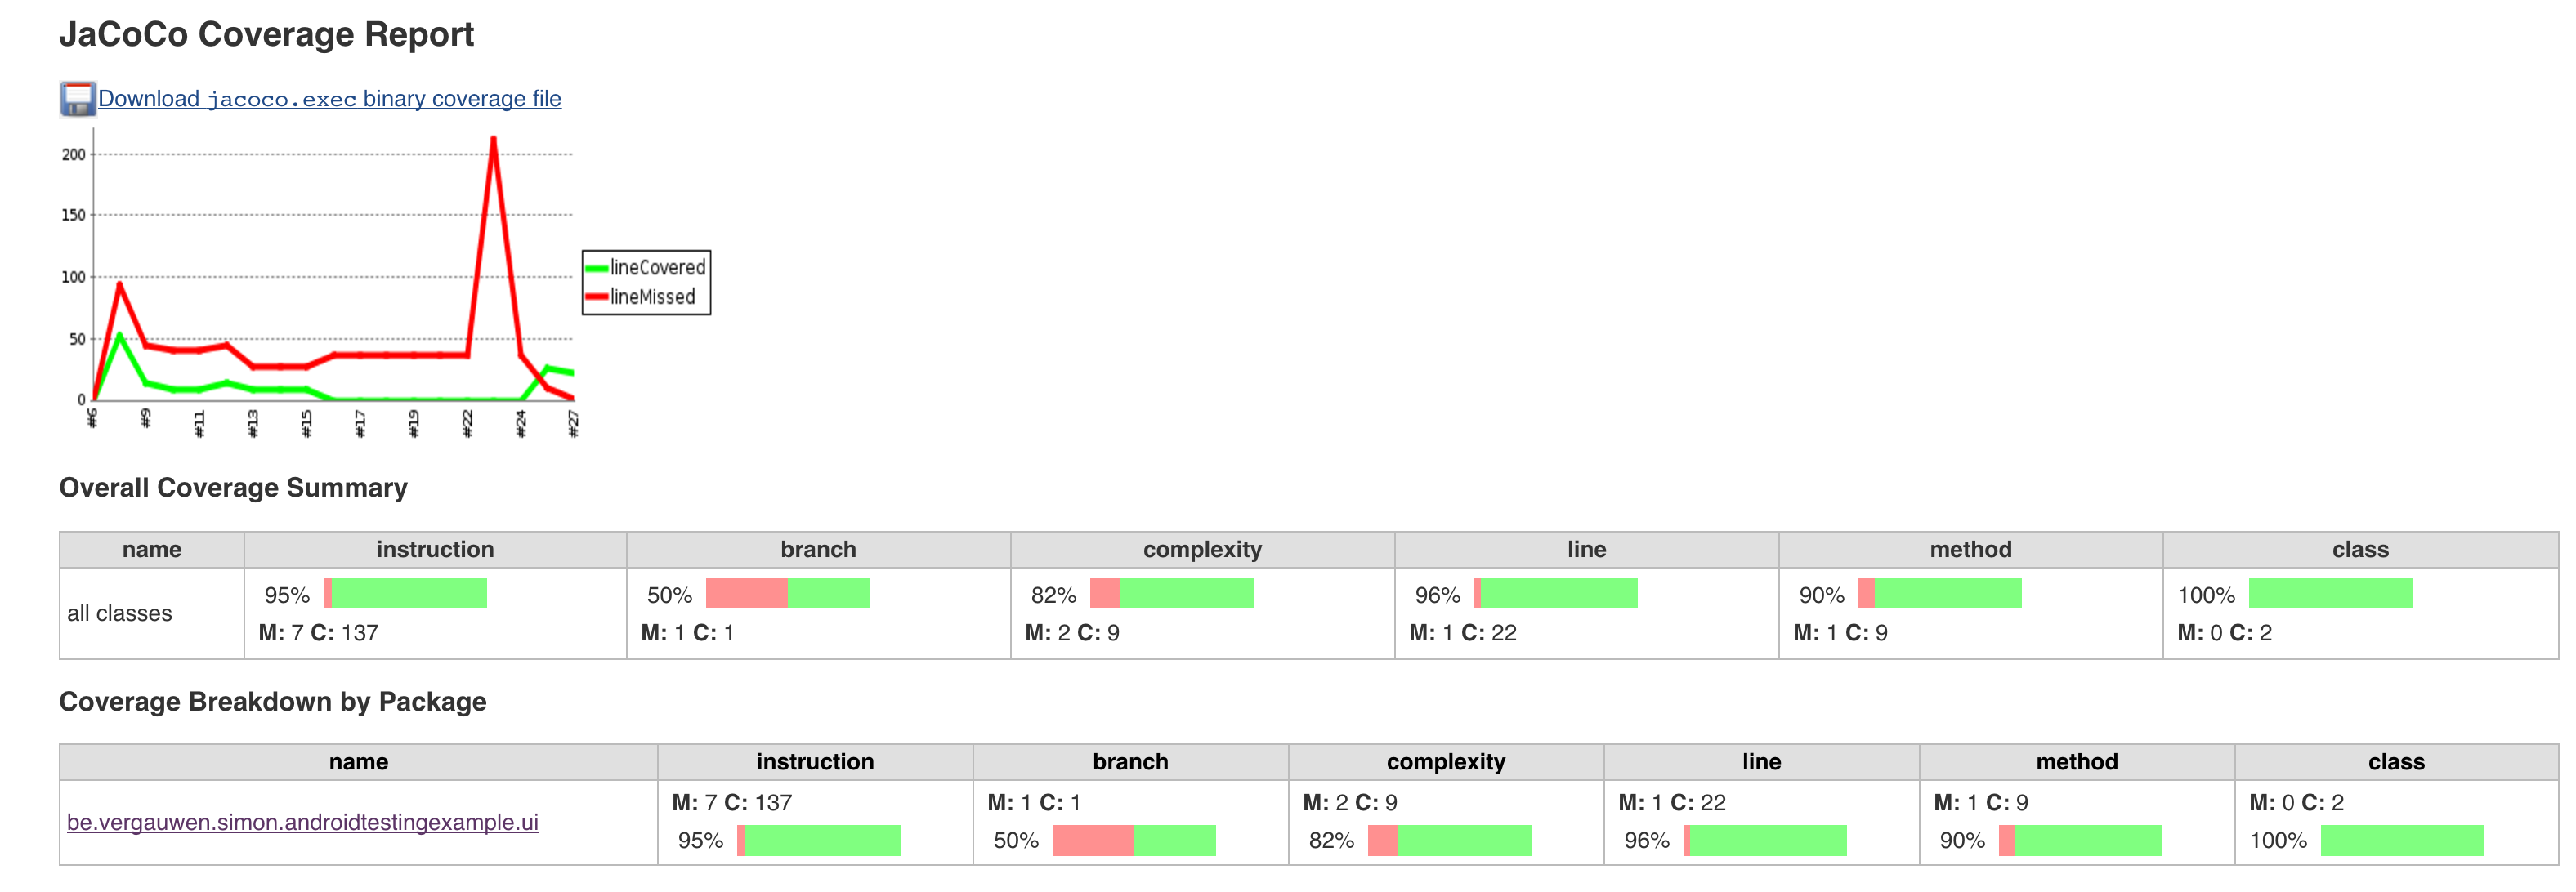 JaCoCo Coverage Report
Download jacoco.exec binary coverage file
200
150
100
50
0
#6 #9 #11 #13 #15 #17 #19 #22 #24 #27
lineCovered
lineMissed
Overall Coverage Summary
name instruction branch complexity line method class
all classes
95% 50% 82% 96% 90% 100%
M: 7 C: 137 M: 1 C: 1 M: 2 C: 9 M: 1 C: 22 M: 1 C: 9 M: 0 C: 2
Coverage Breakdown by Package
name instruction branch complexity line method class
be.vergauwen.simon.androidtestingexample.ui
M: 7 C: 137 M: 1 C: 1 M: 2 C: 9 M: 1 C: 22 M: 1 C: 9 M: 0 C: 2
95% 50% 82% 96% 90% 100%